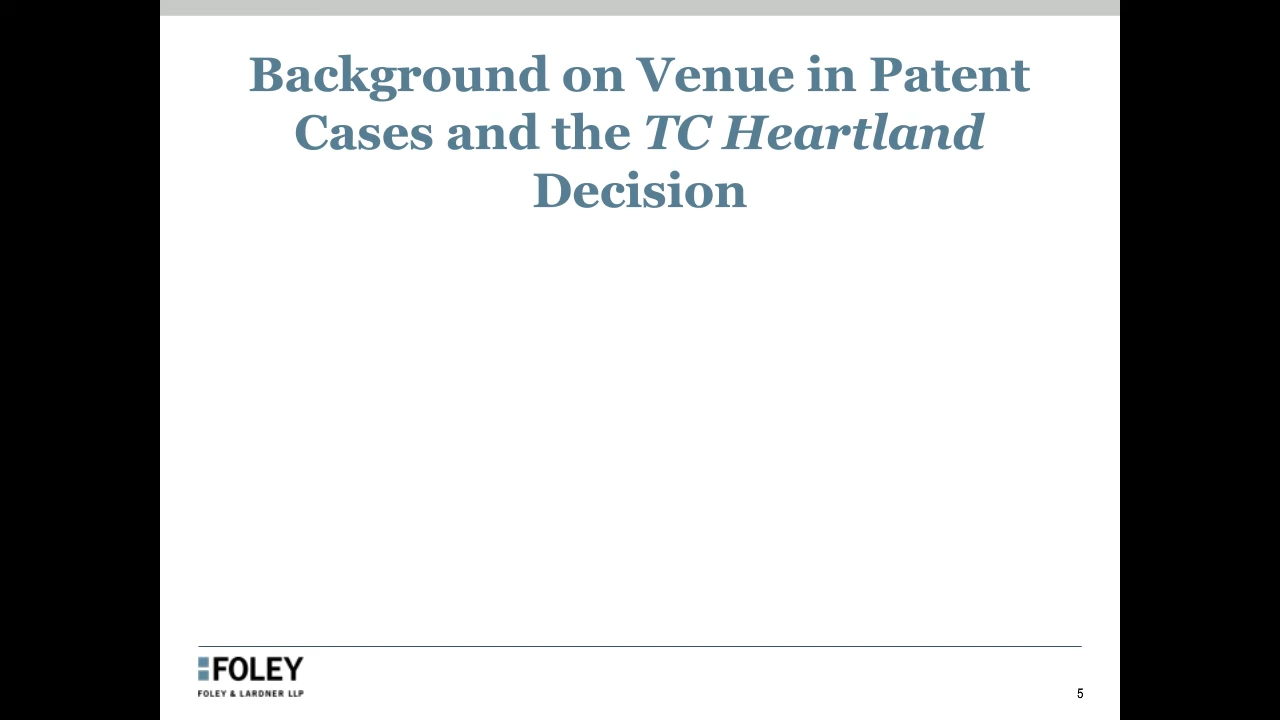 Background on Venue in Patent
Cases and the TC Heartland
Decision
FOLEY
FOLEY & LARDNER LLP
5